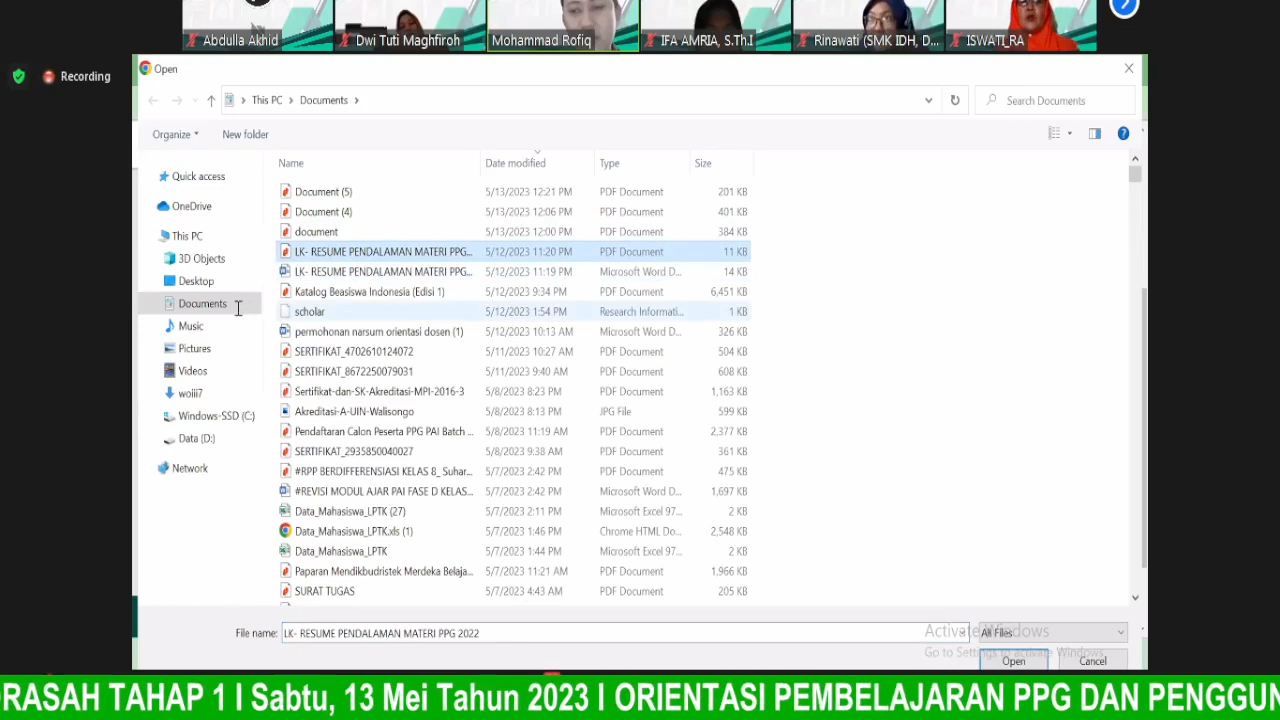 Abdulla Akhid
Dwi Tuti Maghfiroh
Mohammad Rofiq
IFA AMRIA, S.Th.I
Rinawati (SMK IDH, D...
ISWATI_RA
Recording
Open
This PC > Documents >
Search Documents
Organize
New folder
Name Date modified Type Size
Quick access
OneDrive
This PC
3D Objects
Desktop
Documents
Music
Pictures
Videos
woiii7
Windows-SSD (C:)
Data (D:)
Network
Document (5) 5/13/2023 12:21 PM PDF Document 201 KB
Document (4) 5/13/2023 12:06 PM PDF Document 401 KB
document 5/13/2023 12:00 PM PDF Document 384 KB
LK- RESUME PENDALAMAN MATERI PPG... 5/12/2023 11:20 PM PDF Document 11 KB
LK- RESUME PENDALAMAN MATERI PPG... 5/12/2023 11:19 PM Microsoft Word D... 14 KB
Katalog Beasiswa Indonesia (Edisi 1) 5/12/2023 9:34 PM PDF Document 6,451 KB
scholar 5/12/2023 1:54 PM Research Informati... 1 KB
permohonan narsum orientasi dosen (1) 5/12/2023 10:13 AM Microsoft Word D... 326 KB
SERTIFIKAT_4702610124072 5/11/2023 10:27 AM PDF Document 504 KB
SERTIFIKAT_8672250079031 5/11/2023 9:40 AM PDF Document 608 KB
Sertifikat-dan-SK-Akreditasi-MPI-2016-3 5/8/2023 8:23 PM PDF Document 1,163 KB
Akreditasi-A-UIN-Walisongo 5/8/2023 8:13 PM JPG File 599 KB
Pendaftaran Calon Peserta PPG PAI Batch ... 5/8/2023 11:19 AM PDF Document 2,377 KB
SERTIFIKAT_2935850040027 5/8/2023 9:38 AM PDF Document 361 KB
#RPP BERDIFFERENSIASI KELAS 8_ Suhar... 5/7/2023 2:42 PM PDF Document 475 KB
#REVISI MODUL AJAR PAI FASE D KELAS... 5/7/2023 2:42 PM Microsoft Word D... 1,697 KB
Data_Mahasiswa_LPTK (27) 5/7/2023 2:11 PM Microsoft Excel 97... 2 KB
Data_Mahasiswa_LPTK.xls (1) 5/7/2023 1:46 PM Chrome HTML Do... 2,548 KB
Data_Mahasiswa_LPTK 5/7/2023 1:44 PM Microsoft Excel 97... 2 KB
Paparan Mendikbudristek Merdeka Belaja... 5/7/2023 11:21 AM PDF Document 1,966 KB
SURAT TUGAS 5/7/2023 4:43 AM PDF Document 205 KB
File name: LK- RESUME PENDALAMAN MATERI PPG 2022
All Files
Activate Windows
Go to Settings to activate Windows.
Open Cancel
DRASAH TAHAP 1 I Sabtu, 13 Mei Tahun 2023 I ORIENTASI PEMBELAJARAN PPG DAN PENGGUN